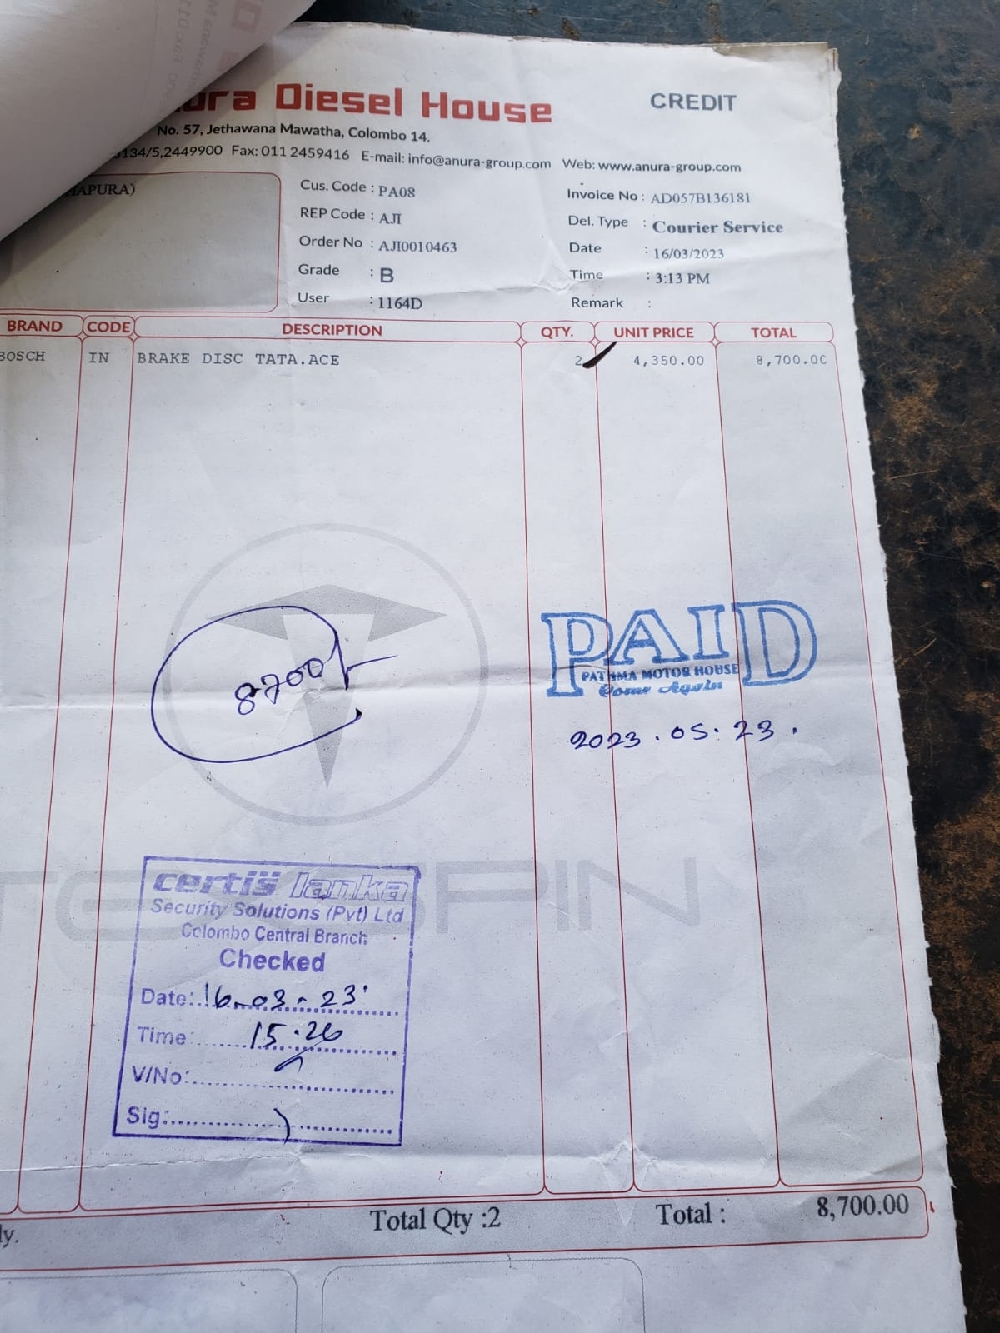 Diesel House
CREDIT
No. 57, Jethawana Mawatha, Colombo 14.
134/5,2449900 Fax: 011 2459416 E-mail: info@anura-group.com Web: www.anura-group.com
APURA)
Cus. Code : PA08
REP Code : AJI
Order No : AJI0010463
Grade : B
User : 1164D
Invoice No : AD057B136181
Del. Type : Courier Service
Date : 16/03/2023
Time : 3:13 PM
Remark :
BRAND CODE DESCRIPTION QTY. UNIT PRICE TOTAL
BOSCH IN BRAKE DISC TATA.ACE 2 4,350.00 8,700.00
8700/-
PAID
PATHMA MOTOR HOUSE
Come Again
2023.05.23.
certis lanka
Security Solutions (Pvt) Ltd
Colombo Central Branch
Checked
Date: 16-03-23
Time: 15.26
V/No:
Sig:
ly.
Total Qty :2
Total : 8,700.00